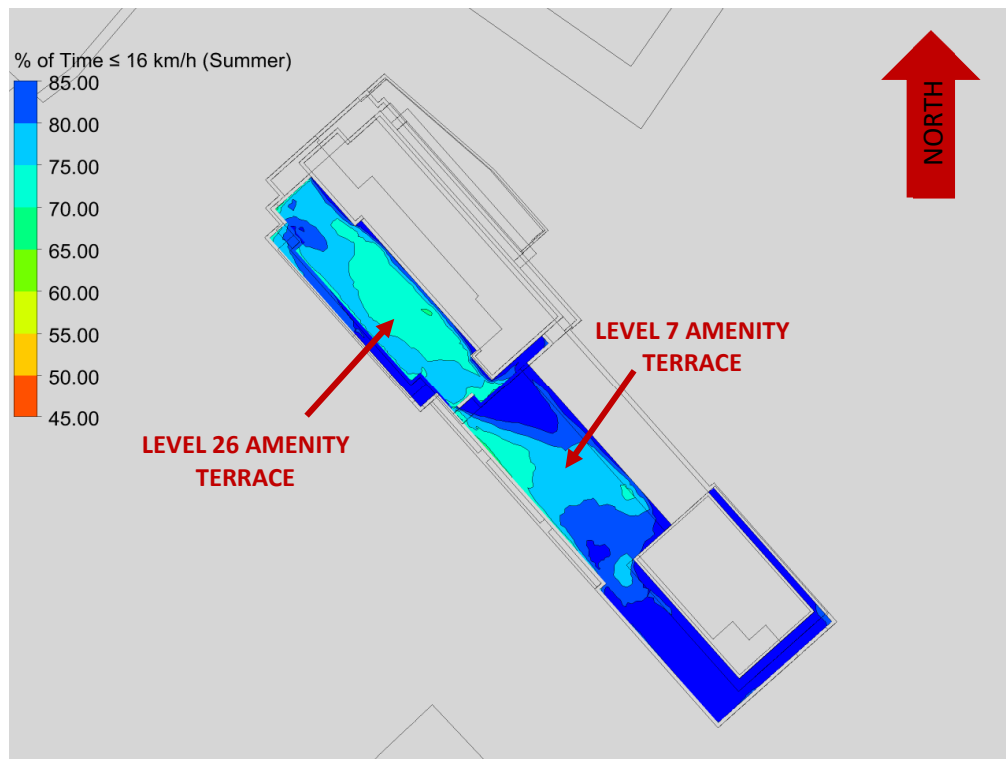 % of Time ≤ 16 km/h (Summer)
85.00
80.00
75.00
70.00
65.00
60.00
55.00
50.00
45.00
NORTH
LEVEL 7 AMENITY
TERRACE
LEVEL 26 AMENITY
TERRACE